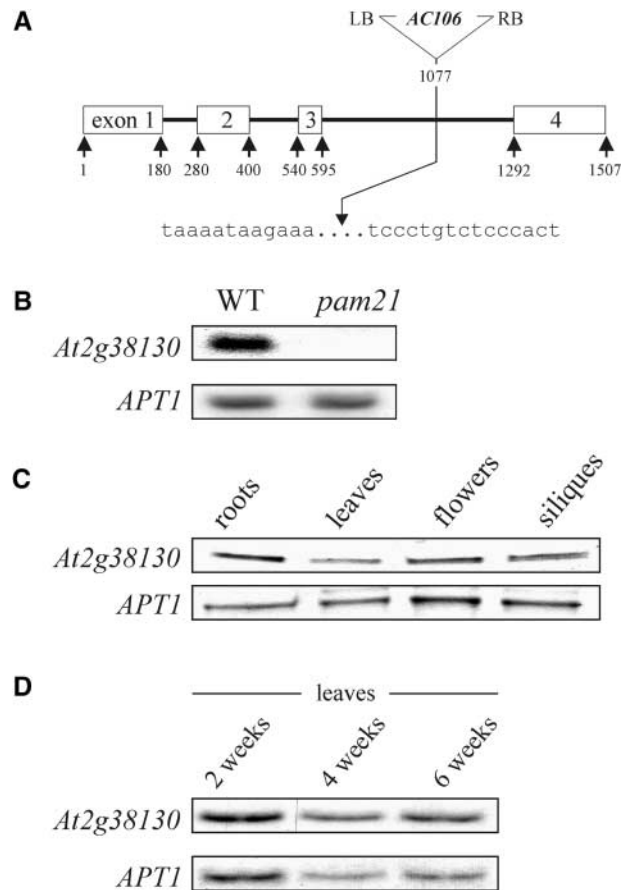 A
LB AC106 RB
1077
exon 1 2 3 4
1 180 280 400 540 595 1292 1507
taaaataagaaa....tccctgtctcccact
B
WT pam21
At2g38130
APT1
C
roots leaves flowers siliques
At2g38130
APT1
D
leaves
2 weeks 4 weeks 6 weeks
At2g38130
APT1